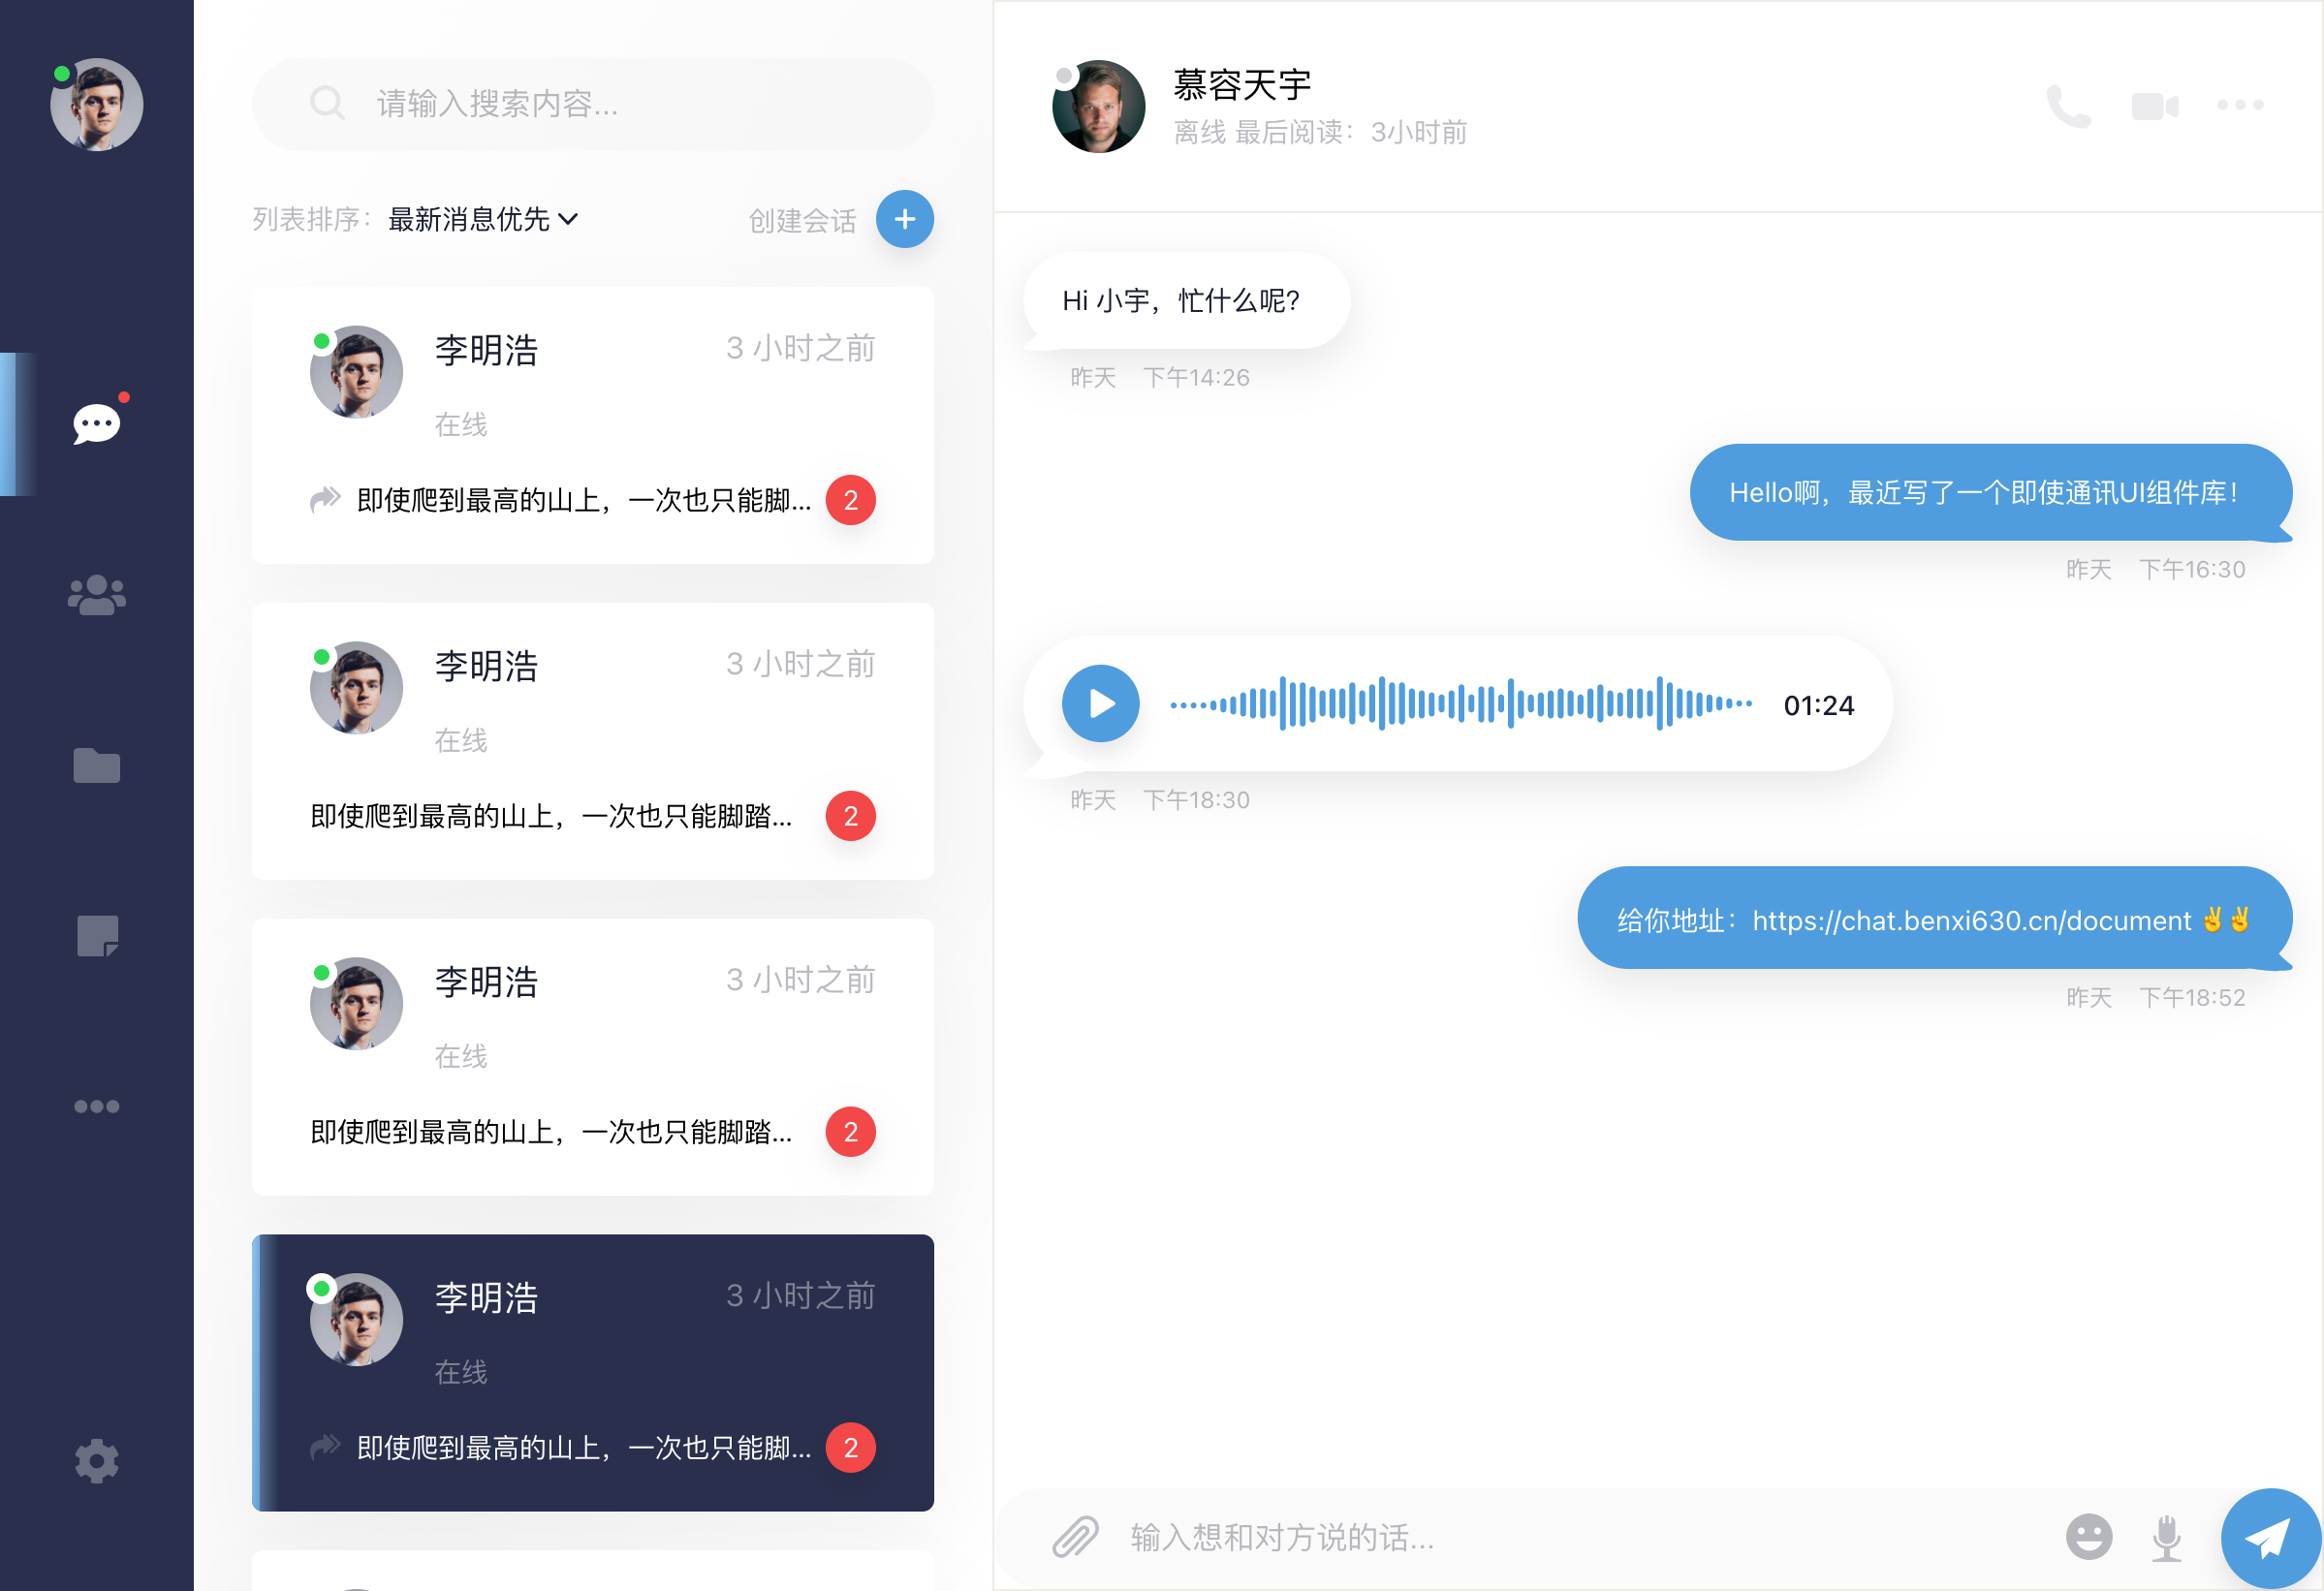 请输入搜索内容...
列表排序： 最新消息优先
创建会话
李明浩
3 小时之前
在线
即使爬到最高的山上，一次也只能脚...
2
李明浩
3 小时之前
在线
即使爬到最高的山上，一次也只能脚踏...
2
李明浩
3 小时之前
在线
即使爬到最高的山上，一次也只能脚踏...
2
李明浩
3 小时之前
在线
即使爬到最高的山上，一次也只能脚...
2
慕容天宇
离线 最后阅读：3小时前
Hi 小宇，忙什么呢?
昨天 下午14:26
Hello啊，最近写了一个即使通讯UI组件库！
昨天 下午16:30
01:24
昨天 下午18:30
给你地址：https://chat.benxi630.cn/document ✌️✌️
昨天 下午18:52
输入想和对方说的话...